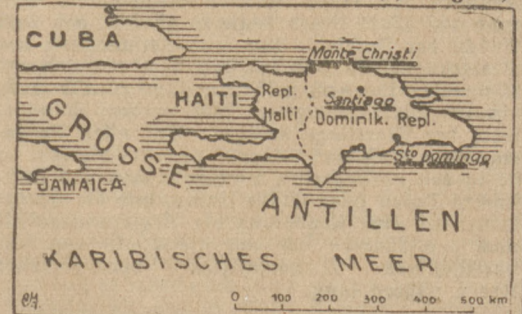 CUBA
Monte Christi
HAITI
Repl.
Haiti
Santiago
Dominik. Repl.
Sto Domingo
JAMAICA
GROSSE
ANTILLEN
KARIBISCHES MEER
0 100 200 300 400 500 km